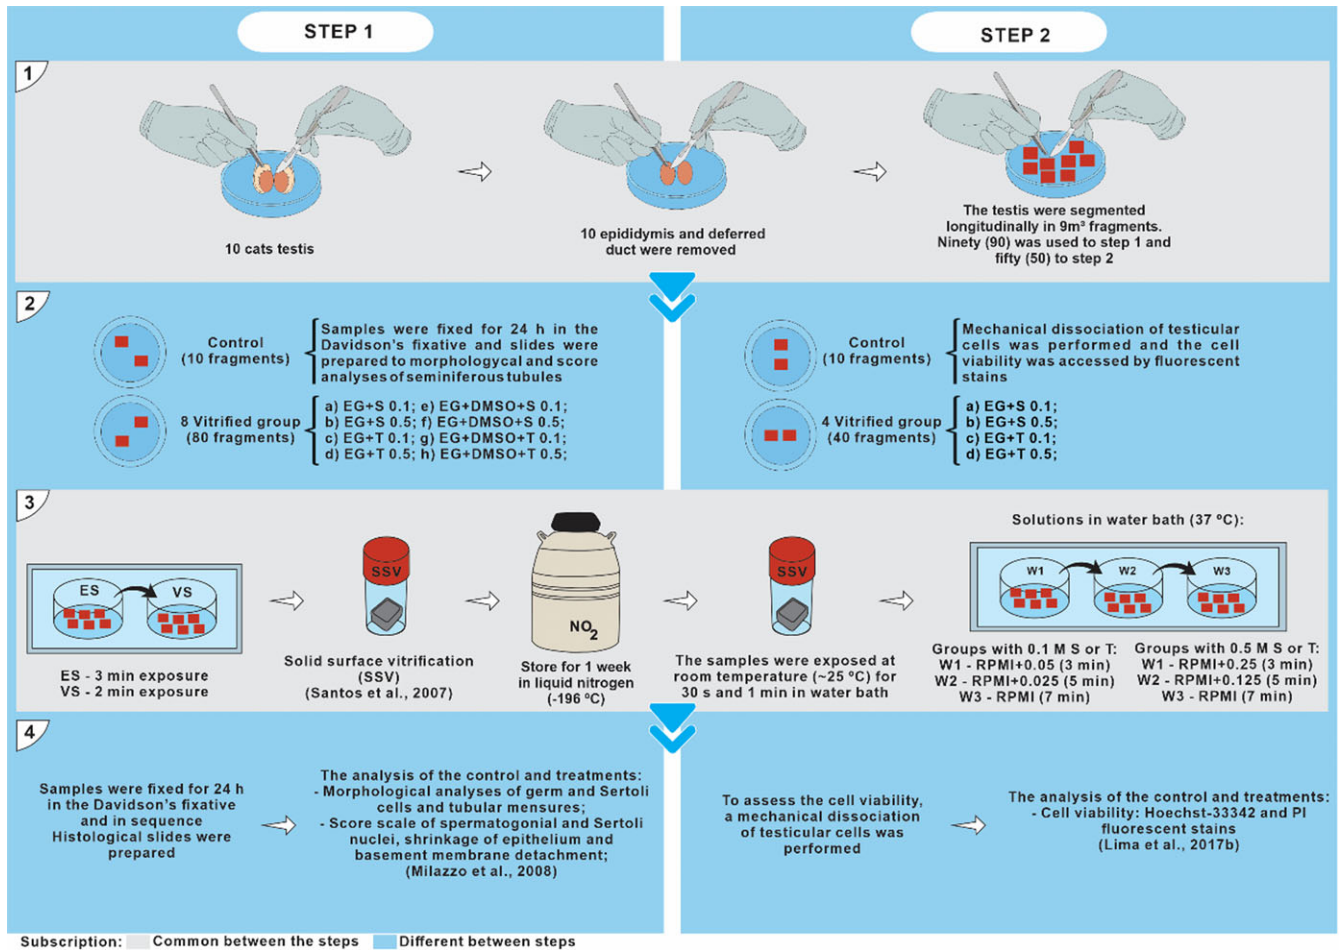 STEP 1
STEP 2
1
10 cats testis
10 epididymis and deferred
duct were removed
The testis were segmented
longitudinally in 9m³ fragments.
Ninety (90) was used to step 1 and
fifty (50) to step 2
2
Control
(10 fragments)
Samples were fixed for 24 h in the
Davidson's fixative and slides were
prepared to morphologycal and score
analyses of seminiferous tubules
8 Vitrified group
(80 fragments)
a) EG+S 0.1; e) EG+DMSO+S 0.1;
b) EG+S 0.5; f) EG+DMSO+S 0.5;
c) EG+T 0.1; g) EG+DMSO+T 0.1;
d) EG+T 0.5; h) EG+DMSO+T 0.5;
Control
(10 fragments)
Mechanical dissociation of testicular
cells was performed and the cell
viability was accessed by fluorescent
stains
4 Vitrified group
(40 fragments)
a) EG+S 0.1;
b) EG+S 0.5;
c) EG+T 0.1;
d) EG+T 0.5;
3
ES
VS
ES - 3 min exposure
VS - 2 min exposure
SSV
Solid surface vitrification
(SSV)
(Santos et al., 2007)
NO2
Store for 1 week
in liquid nitrogen
(-196 ºC)
SSV
The samples were exposed at
room temperature (~25 ºC) for
30 s and 1 min in water bath
Solutions in water bath (37 ºC):
W1
W2
W3
Groups with 0.1 M S or T:
W1 - RPMI+0.05 (3 min)
W2 - RPMI+0.025 (5 min)
W3 - RPMI (7 min)
Groups with 0.5 M S or T:
W1 - RPMI+0.25 (3 min)
W2 - RPMI+0.125 (5 min)
W3 - RPMI (7 min)
4
Samples were fixed for 24 h
in the Davidson's fixative
and in sequence
Histological slides were
prepared
The analysis of the control and treatments:
- Morphological analyses of germ and Sertoli
cells and tubular mensures;
- Score scale of spermatogonial and Sertoli
nuclei, shrinkage of epithelium and
basement membrane detachment;
(Milazzo et al., 2008)
To assess the cell viability,
a mechanical dissociation
of testicular cells was
performed
The analysis of the control and treatments:
- Cell viability: Hoechst-33342 and PI
fluorescent stains
(Lima et al., 2017b)
Subscription: Common between the steps Different between steps